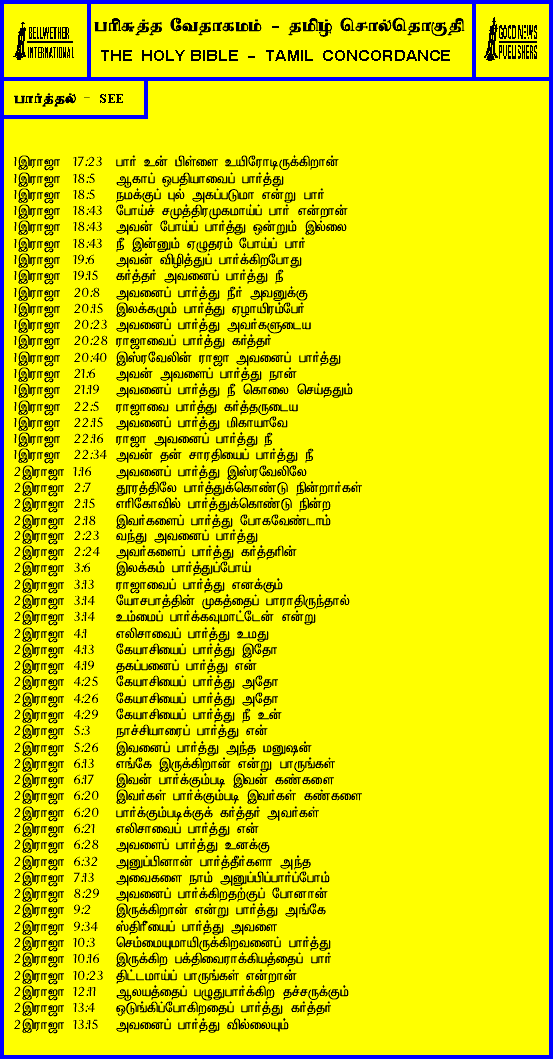 BELLWETHER
INTERNATIONAL
பரிசுத்த வேதாகமம் - தமிழ் சொல்தொகுதி
THE HOLY BIBLE - TAMIL CONCORDANCE
GOOD NEWS
PUBLISHERS
பார்த்தல் - SEE
1இராஜா 17:23 பார் உன் பிள்ளை உயிரோடிருக்கிறான்
1இராஜா 18:5 ஆகாப் ஒபதியாவைப் பார்த்து
1இராஜா 18:5 நமக்குப் புல் அகப்படுமா என்று பார்
1இராஜா 18:43 போய்ச் சமுத்திரமுகமாய்ப் பார் என்றான்
1இராஜா 18:43 அவன் போய்ப் பார்த்து ஒன்றும் இல்லை
1இராஜா 18:43 நீ இன்னும் ஏழுதரம் போய்ப் பார்
1இராஜா 19:6 அவன் விழித்துப் பார்க்கிறபோது
1இராஜா 19:15 கர்த்தர் அவனைப் பார்த்து நீ
1இராஜா 20:8 அவனைப் பார்த்து நீர் அவனுக்கு
1இராஜா 20:15 இலக்கமும் பார்த்து ஏழாயிரம்பேர்
1இராஜா 20:23 அவனைப் பார்த்து அவர்களுடைய
1இராஜா 20:28 ராஜாவைப் பார்த்து கர்த்தர்
1இராஜா 20:40 இஸ்ரவேலின் ராஜா அவனைப் பார்த்து
1இராஜா 21:6 அவன் அவளைப் பார்த்து நான்
1இராஜா 21:19 அவனைப் பார்த்து நீ கொலை செய்ததும்
1இராஜா 22:5 ராஜாவை பார்த்து கர்த்தருடைய
1இராஜா 22:15 அவனைப் பார்த்து மிகாயாவே
1இராஜா 22:16 ராஜா அவனைப் பார்த்து நீ
1இராஜா 22:34 அவன் தன் சாரதியைப் பார்த்து நீ
2இராஜா 1:16 அவனைப் பார்த்து இஸ்ரவேலிலே
2இராஜா 2:7 தூரத்திலே பார்த்துக்கொண்டு நின்றார்கள்
2இராஜா 2:15 எரிகோவில் பார்த்துக்கொண்டு நின்ற
2இராஜா 2:18 இவர்களைப் பார்த்து போகவேண்டாம்
2இராஜா 2:23 வந்து அவனைப் பார்த்து
2இராஜா 2:24 அவர்களைப் பார்த்து கர்த்தரின்
2இராஜா 3:6 இலக்கம் பார்த்துப்போய்
2இராஜா 3:13 ராஜாவைப் பார்த்து எனக்கும்
2இராஜா 3:14 யோசபாத்தின் முகத்தைப் பாராதிருந்தால்
2இராஜா 3:14 உம்மைப் பார்க்கவுமாட்டேன் என்று
2இராஜா 4:1 எலிசாவைப் பார்த்து உமது
2இராஜா 4:13 கேயாசியைப் பார்த்து இதோ
2இராஜா 4:19 தகப்பனைப் பார்த்து என்
2இராஜா 4:25 கேயாசியைப் பார்த்து அதோ
2இராஜா 4:26 கேயாசியைப் பார்த்து அதோ
2இராஜா 4:29 கேயாசியைப் பார்த்து நீ உன்
2இராஜா 5:3 நாச்சியாரைப் பார்த்து என்
2இராஜா 5:26 இவனைப் பார்த்து அந்த மனுஷன்
2இராஜா 6:13 எங்கே இருக்கிறான் என்று பாருங்கள்
2இராஜா 6:17 இவன் பார்க்கும்படி இவன் கண்களை
2இராஜா 6:20 இவர்கள் பார்க்கும்படி இவர்கள் கண்களை
2இராஜா 6:20 பார்க்கும்படிக்குக் கர்த்தர் அவர்கள்
2இராஜா 6:21 எலிசாவைப் பார்த்து என்
2இராஜா 6:28 அவளைப் பார்த்து உனக்கு
2இராஜா 6:32 அனுப்பினான் பார்த்தீர்களா அந்த
2இராஜா 7:13 அவைகளை நாம் அனுப்பிப்பார்ப்போம்
2இராஜா 8:29 அவனைப் பார்க்கிறதற்குப் போனான்
2இராஜா 9:2 இருக்கிறான் என்று பார்த்து அங்கே
2இராஜா 9:34 ஸ்திரீயைப் பார்த்து அவளை
2இராஜா 10:3 செம்மையுமாயிருக்கிறவனைப் பார்த்து
2இராஜா 10:16 இருக்கிற பக்திவைராக்கியத்தைப் பார்
2இராஜா 10:23 திட்டமாய்ப் பாருங்கள் என்றான்
2இராஜா 12:11 ஆலயத்தைப் பழுதுபார்க்கிற தச்சருக்கும்
2இராஜா 13:4 ஒடுங்கிப்போகிறதைப் பார்த்து கர்த்தர்
2இராஜா 13:15 அவனைப் பார்த்து வில்லையும்